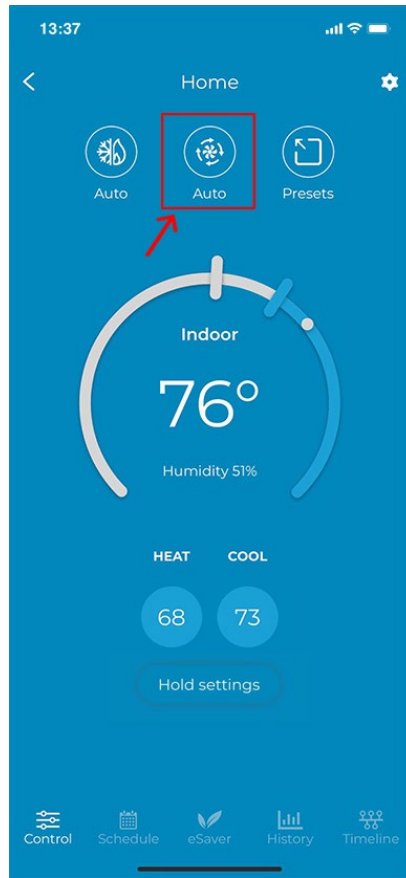 13:37
Home
Auto Auto Presets
Indoor
76°
Humidity 51%
HEAT COOL
68 73
Hold settings
Control Schedule eSaver History Timeline